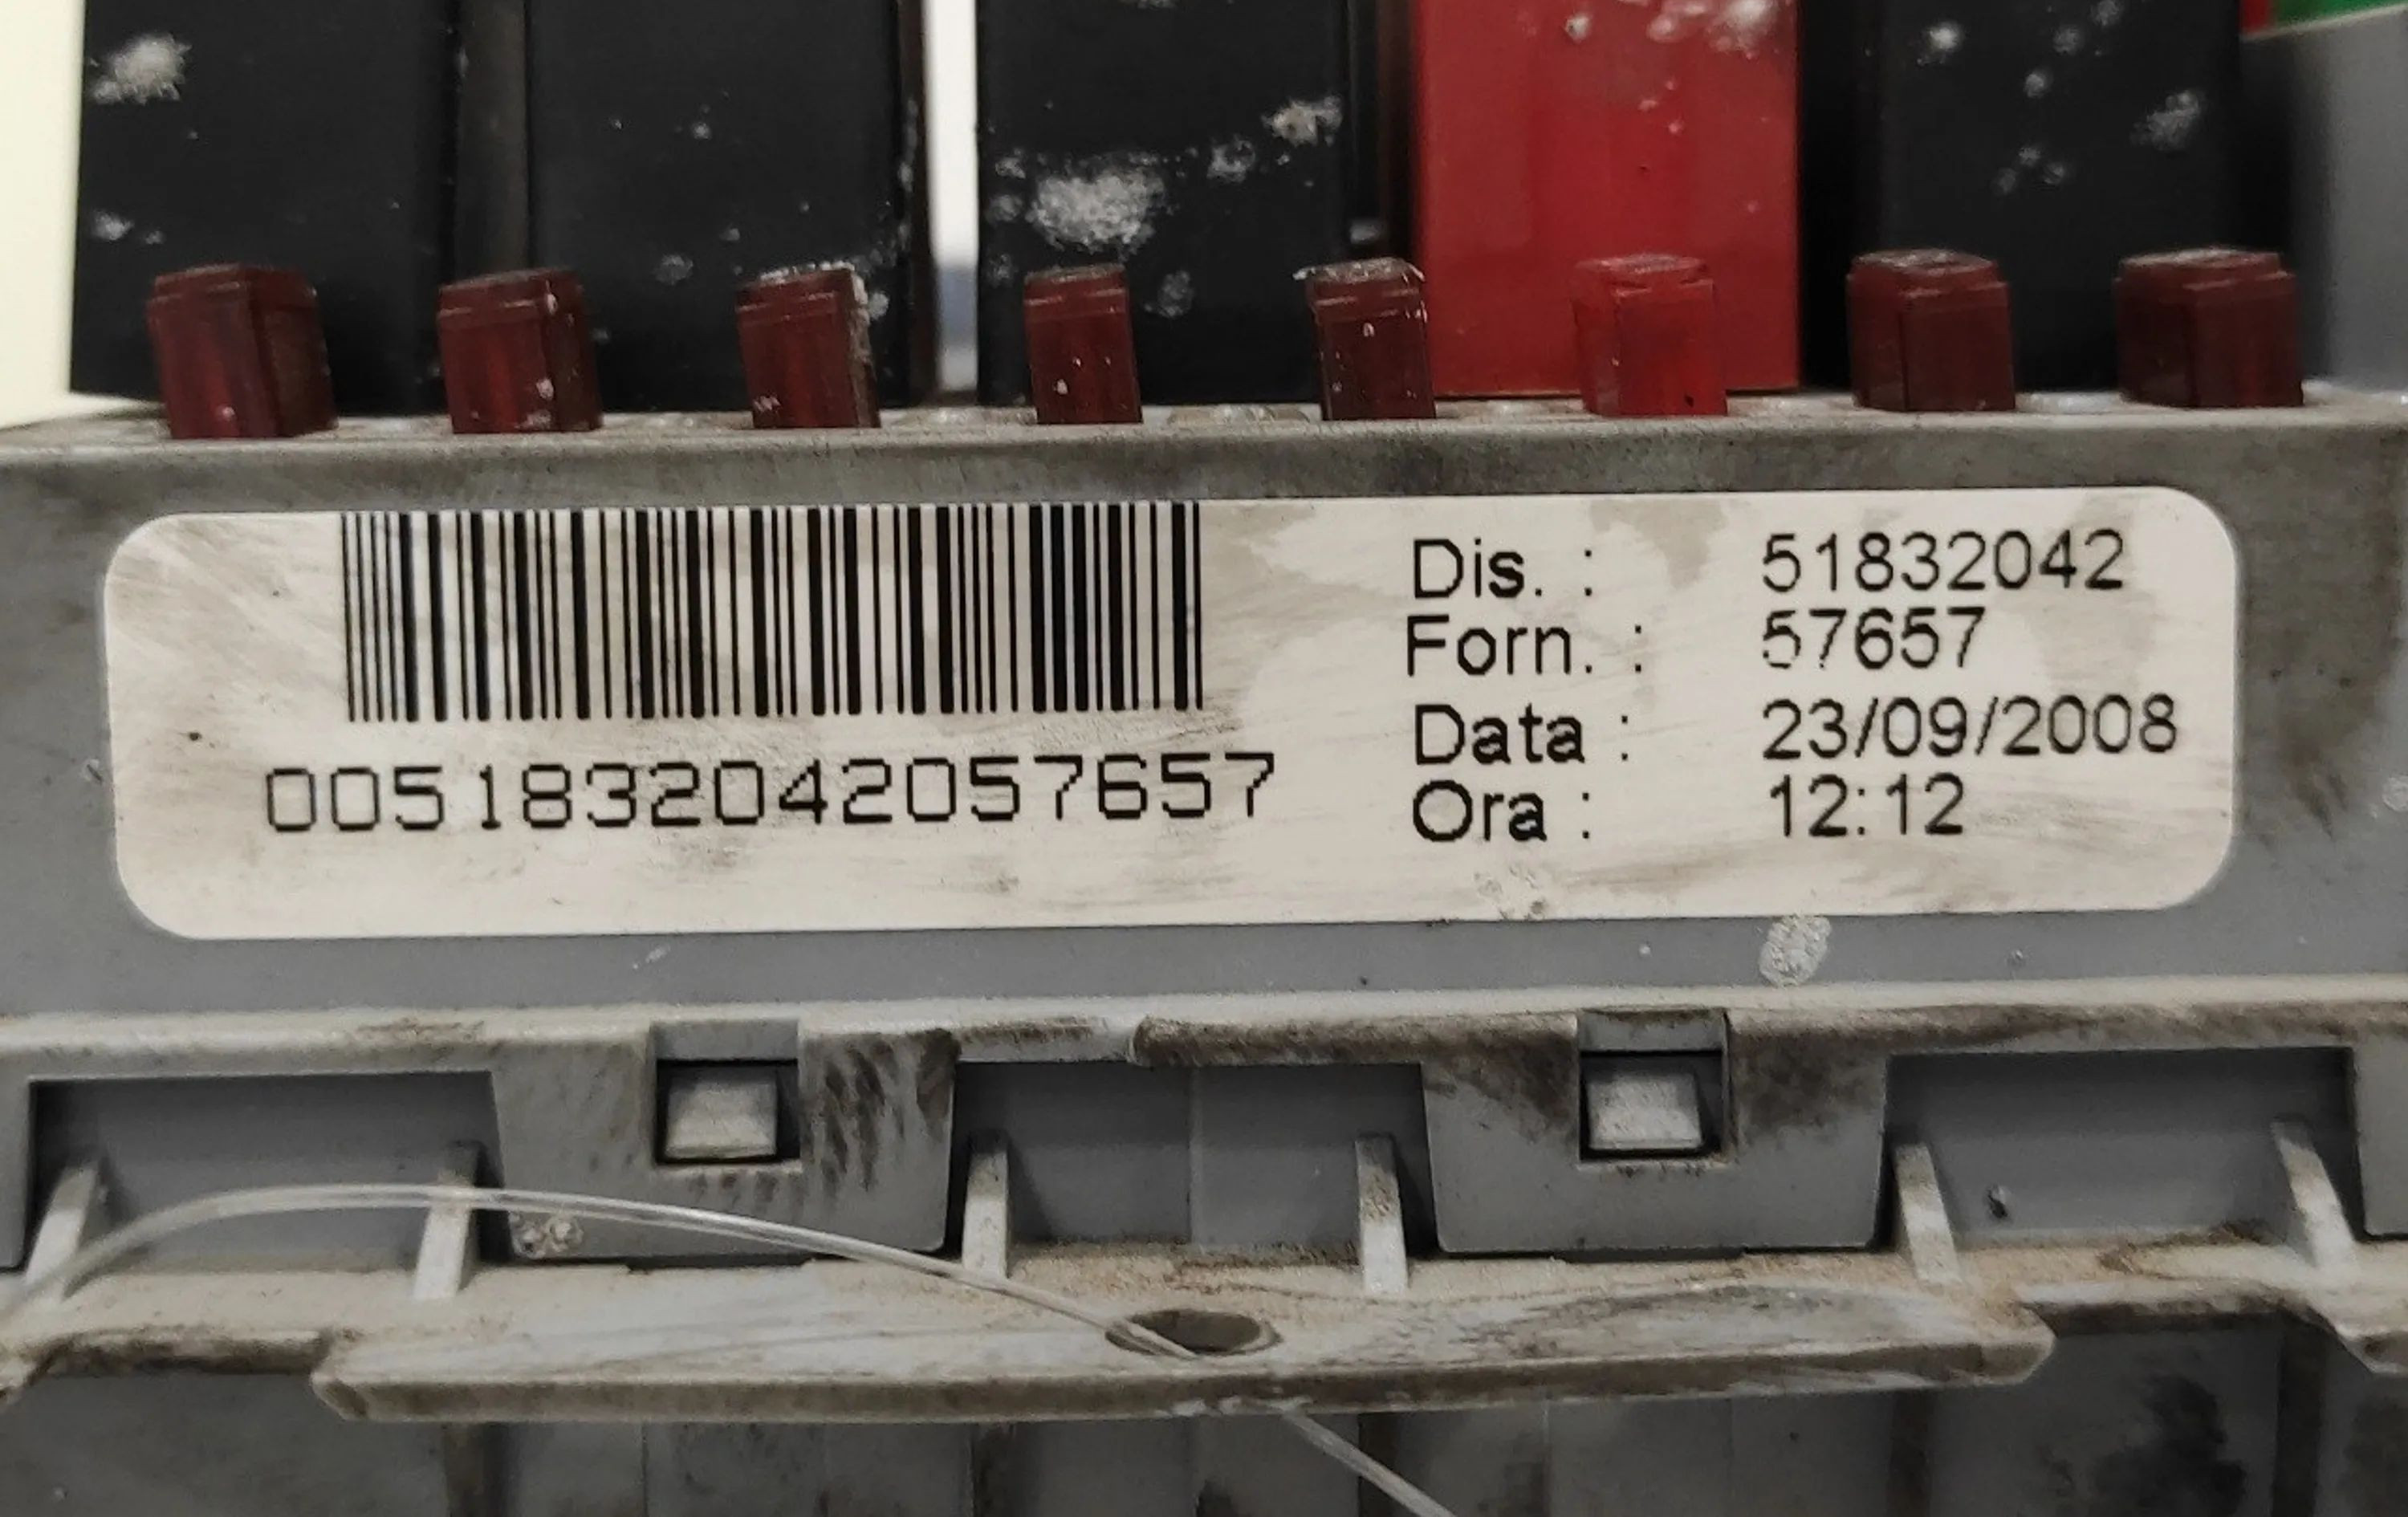 0051832042057657
Dis. : 51832042
Forn. : 57657
Data : 23/09/2008
Ora : 12:12